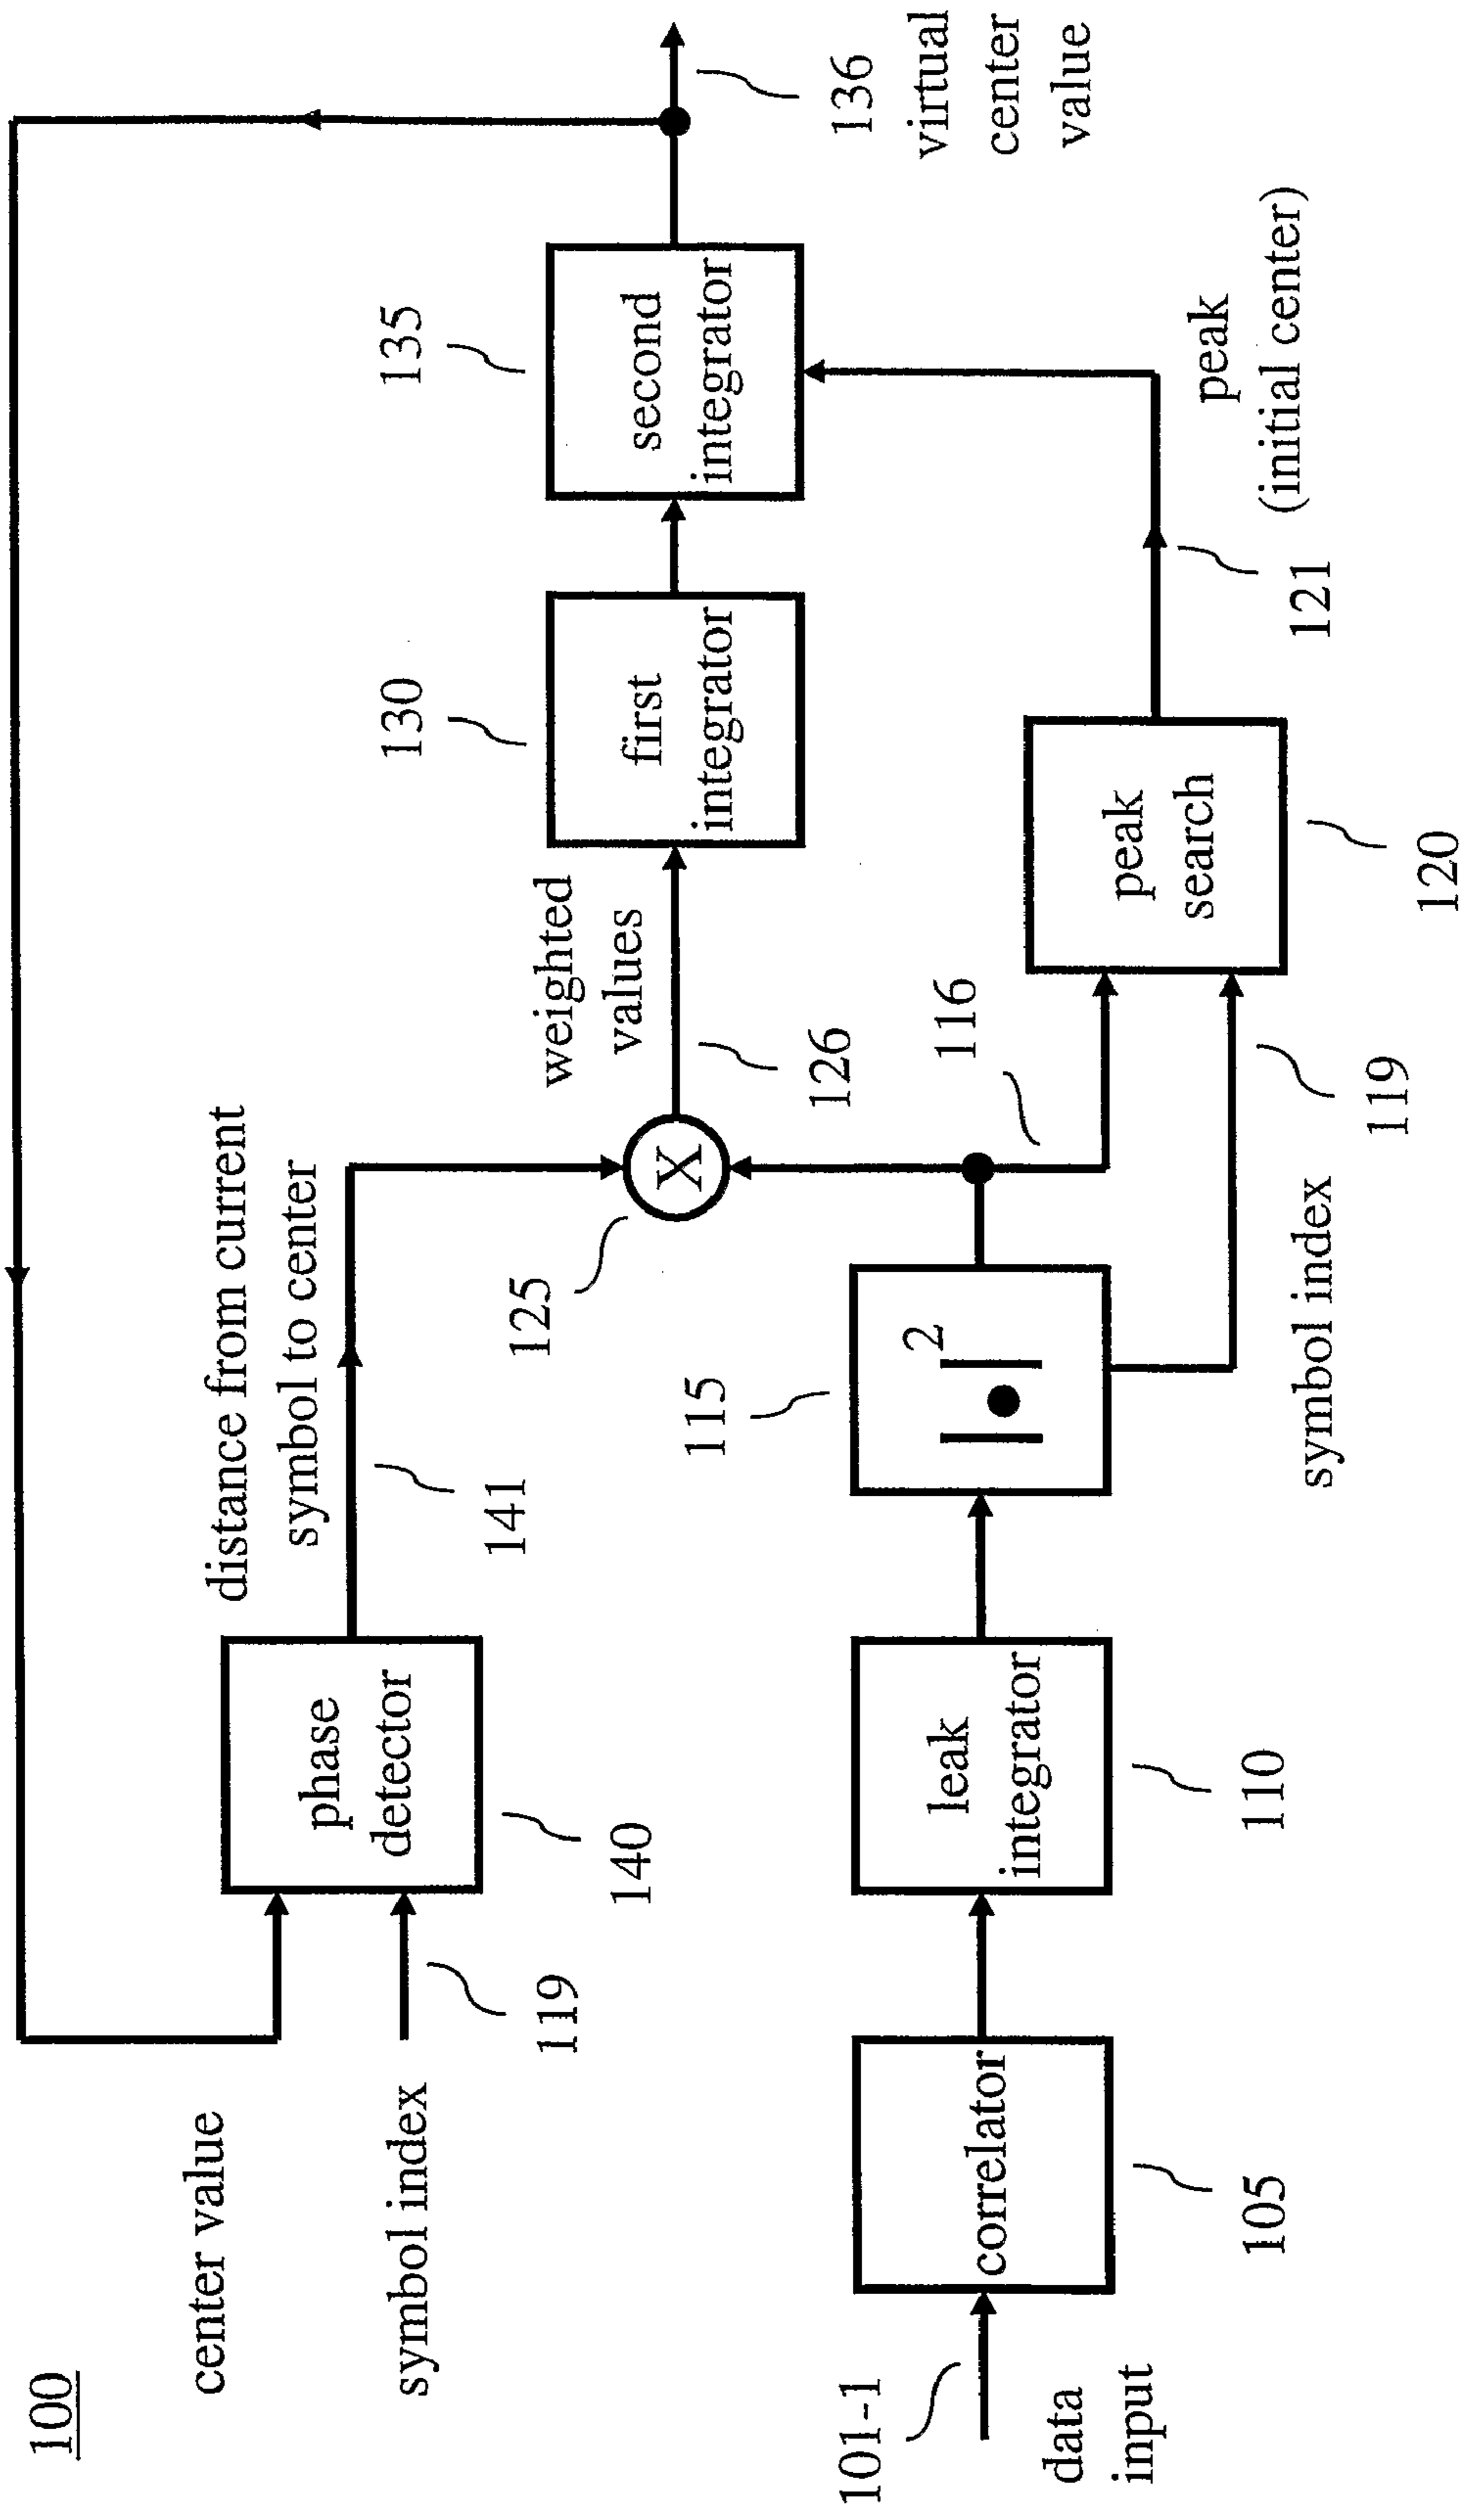 100
center value
symbol index
119
phase
detector
140
distance from current
symbol to center
141
125
X
weighted
values
126
130
first
integrator
135
second
integrator
136
virtual
center
value
101-1
data
input
correlator
105
leak
integrator
110
115
|•|2
116
symbol index
119
peak
search
120
121
peak
(initial center)